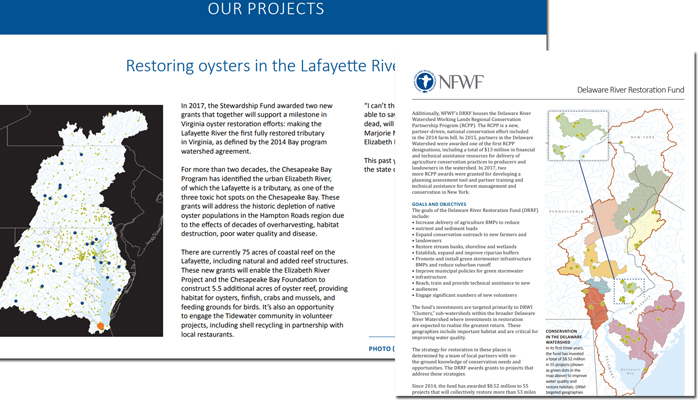 OUR PROJECTS
Restoring oysters in the Lafayette Rive
In 2017, the Stewardship Fund awarded two new
grants that together will support a milestone in
Virginia oyster restoration efforts: making the
Lafayette River the first fully restored tributary
in Virginia, as defined by the 2014 Bay program
watershed agreement.
For more than two decades, the Chesapeake Bay
Program has identified the urban Elizabeth River,
of which the Lafayette is a tributary, as one of the
three toxic hot spots on the Chesapeake Bay. These
grants will address the historic depletion of native
oyster populations in the Hampton Roads region due
to the effects of decades of overharvesting, habitat
destruction, poor water quality and disease.
There are currently 75 acres of coastal reef on the
Lafayette, including natural and added reef structures.
These new grants will enable the Elizabeth River
Project and the Chesapeake Bay Foundation to
construct 5.5 additional acres of oyster reef, providing
habitat for oysters, finfish, crabs and mussels, and
feeding grounds for birds. It's also an opportunity
to engage the Tidewater community in volunteer
projects, including shell recycling in partnership with
local restaurants.
"I can't th
able to sav
dead, will
Marjorie M
Elizabeth
This past y
the state o
PHOTO
NFWF
Delaware River Restoration Fund
Additionally, NFWF's DRRF houses the Delaware River
Watershed Working Lands Regional Conservation
Partnership Program (RCPP). The RCPP is a new,
partner-driven, national conservation effort included
in the 2014 farm bill. In 2015, partners in the Delaware
Watershed were awarded one of the first RCPP
designations, including a total of $13 million in financial
and technical assistance resources for delivery of
agriculture conservation practices to producers and
landowners in the watershed. In 2017, two
more RCPP awards were granted for developing a
planning assessment tool and partner training and
technical assistance for forest management and
conservation in New York.
GOALS AND OBJECTIVES
The goals of the Delaware River Restoration Fund (DRRF)
include:
• Increase delivery of agriculture BMPs to reduce
• nutrient and sediment loads
• Expand conservation outreach to new farmers and
• landowners
• Restore stream banks, shoreline and wetlands
• Establish, expand and improve riparian buffers
• Promote and install green stormwater infrastructure
BMPs and reduce suburban runoff
• Improve municipal policies for green stormwater
• infrastructure
• Reach, train and provide technical assistance to new
• audiences
• Engage significant numbers of new volunteers
The fund's investments are targeted primarily to DRWI
"Clusters," sub-watersheds within the broader Delaware
River Watershed where investments in restoration
are expected to realize the greatest return. These
geographies include important habitat and are critical for
improving water quality.
The strategy for restoration in these places is
determined by a team of local partners with on-
the-ground knowledge of conservation needs and
opportunities. The DRRF awards grants to projects that
address these strategies.
Since 2014, the fund has awarded $8.52 million to 55
projects that will collectively restore more than 53 miles
NEW YORK
PENNSYLVANIA
CONSERVATION
IN THE DELAWARE
WATERSHED
In its first three years,
the fund has invested
a total of $8.52 million
in 55 projects (shown
as green dots in the
map above) to improve
water quality and
restore habitats. DRWI
targeted geographies